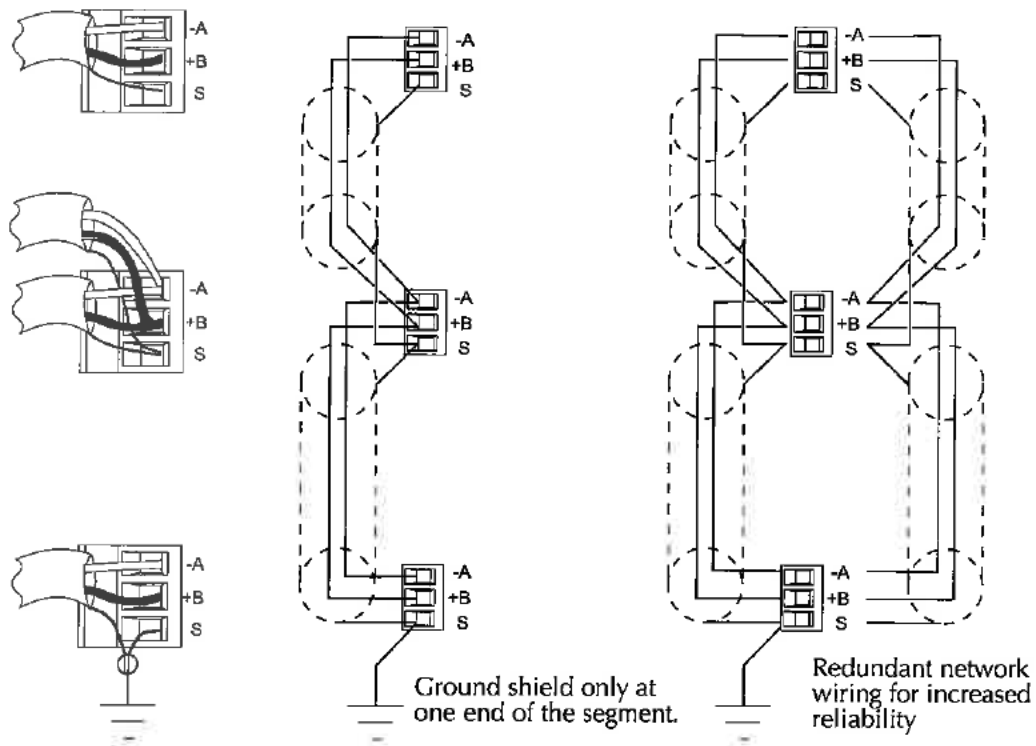 -A
+B
S
-A
+B
S
-A
+B
S
-A
+B
S
-A
+B
S
-A
+B
S
Ground shield only at
one end of the segment.
-A
+B
S
-A
+B
S
-A
+B
S
Redundant network
wiring for increased
reliability